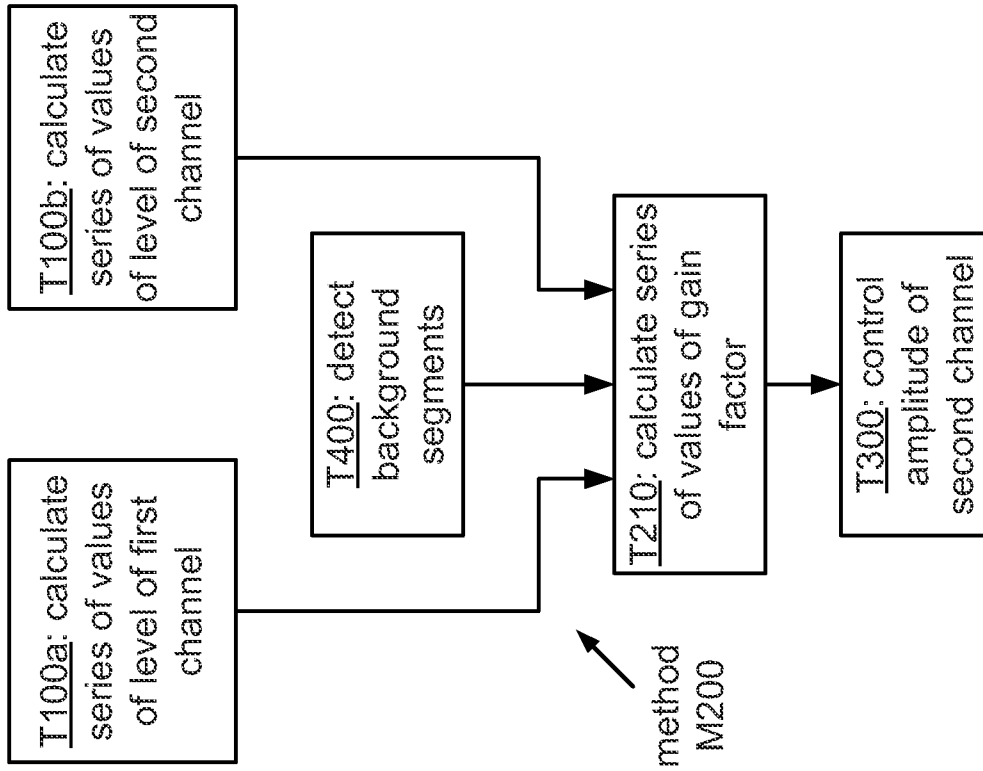 T100a: calculate
series of values
of level of first
channel
T100b: calculate
series of values
of level of second
channel
T400: detect
background
segments
T210: calculate series
of values of gain
factor
T300: control
amplitude of
second channel
method
M200